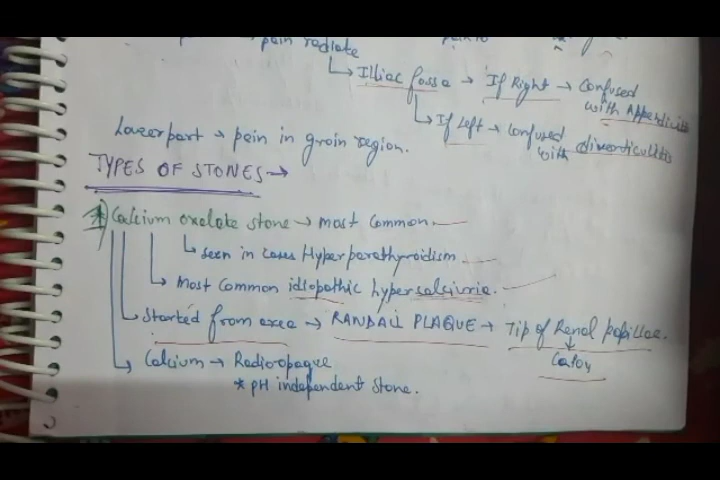 pain radiate
↳ Illiac fossa → If Right → Confused with Appendicitis
↳ If Left → Confused with diverticulitis
Lower part → pain in groin region.
TYPES OF STONES →
* Calcium oxalate stone → most common.
↳ seen in cases Hyperparathyroidism.
↳ most common idiopathic hypercalciuria.
↳ Started from area → RANDALL PLAQUE → Tip of Renal papillae.
↓
CaPO4
↳ Calcium → Radioopaque
* pH independent stone.